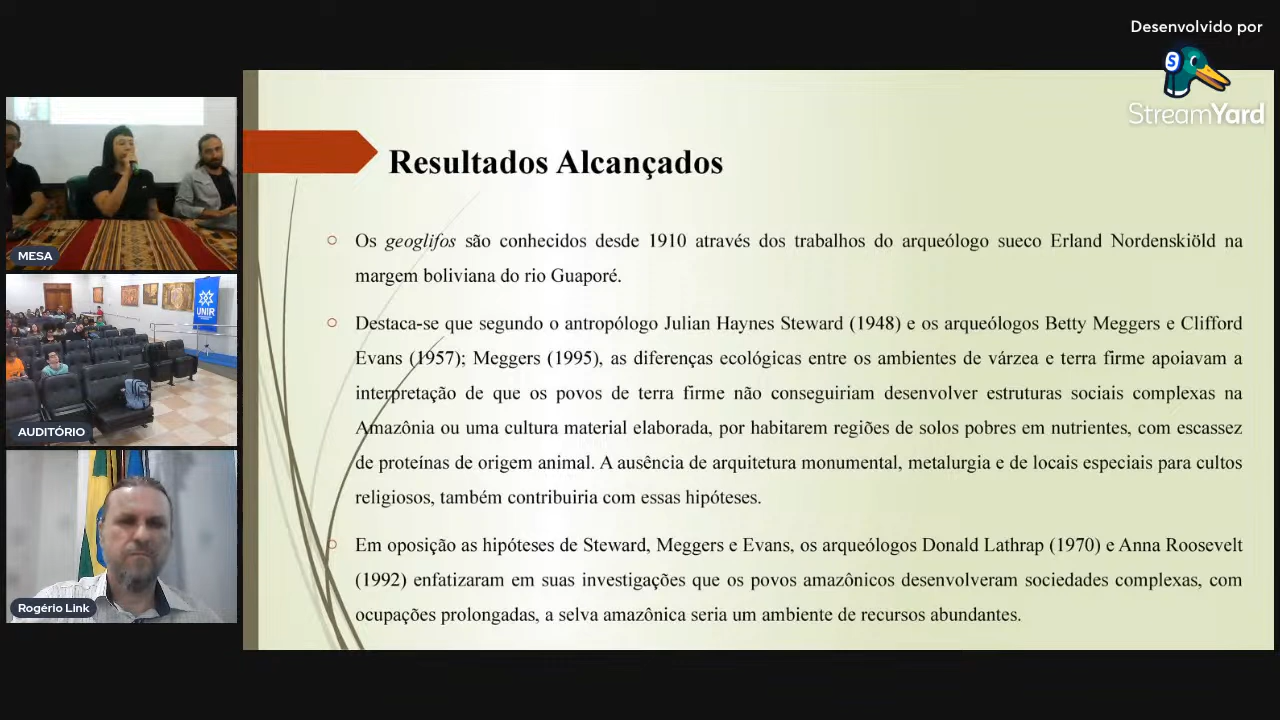 Desenvolvido por
StreamYard
Resultados Alcançados
Os geoglifos são conhecidos desde 1910 através dos trabalhos do arqueólogo sueco Erland Nordenskiöld na
margem boliviana do rio Guaporé.
Destaca-se que segundo o antropólogo Julian Haynes Steward (1948) e os arqueólogos Betty Meggers e Clifford
Evans (1957); Meggers (1995), as diferenças ecológicas entre os ambientes de várzea e terra firme apoiavam a
interpretação de que os povos de terra firme não conseguiriam desenvolver estruturas sociais complexas na
Amazônia ou uma cultura material elaborada, por habitarem regiões de solos pobres em nutrientes, com escassez
de proteínas de origem animal. A ausência de arquitetura monumental, metalurgia e de locais especiais para cultos
religiosos, também contribuiria com essas hipóteses.
Em oposição as hipóteses de Steward, Meggers e Evans, os arqueólogos Donald Lathrap (1970) e Anna Roosevelt
(1992) enfatizaram em suas investigações que os povos amazônicos desenvolveram sociedades complexas, com
ocupações prolongadas, a selva amazônica seria um ambiente de recursos abundantes.
MESA
UNIR
AUDITÓRIO
Rogério Link